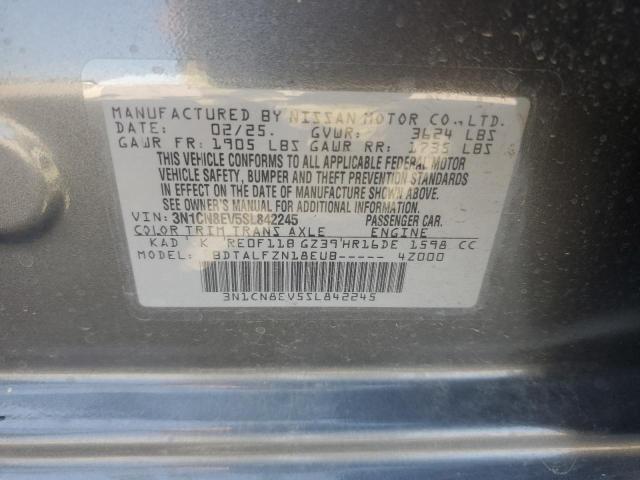 MANUFACTURED BY NISSAN MOTOR CO.,LTD.
DATE: 02/25. GVWR: 3624 LBS
GAWR FR: 1905 LBS GAWR RR: 1735 LBS
THIS VEHICLE CONFORMS TO ALL APPLICABLE FEDERAL MOTOR
VEHICLE SAFETY, BUMPER AND THEFT PREVENTION STANDARDS
IN EFFECT ON THE DATE OF MANUFACTURE SHOWN ABOVE.
SEE OWNER'S MANUAL FOR ADDITIONAL INFORMATION.
VIN: 3N1CN8EV5SL842245 PASSENGER CAR.
COLOR TRIM TRANS AXLE ENGINE
KAD K RE0F11B GZ39 HR16DE 1598 CC
MODEL: BDTALFZN18EUB----- 4Z000
3N1CN8EV5SL842245